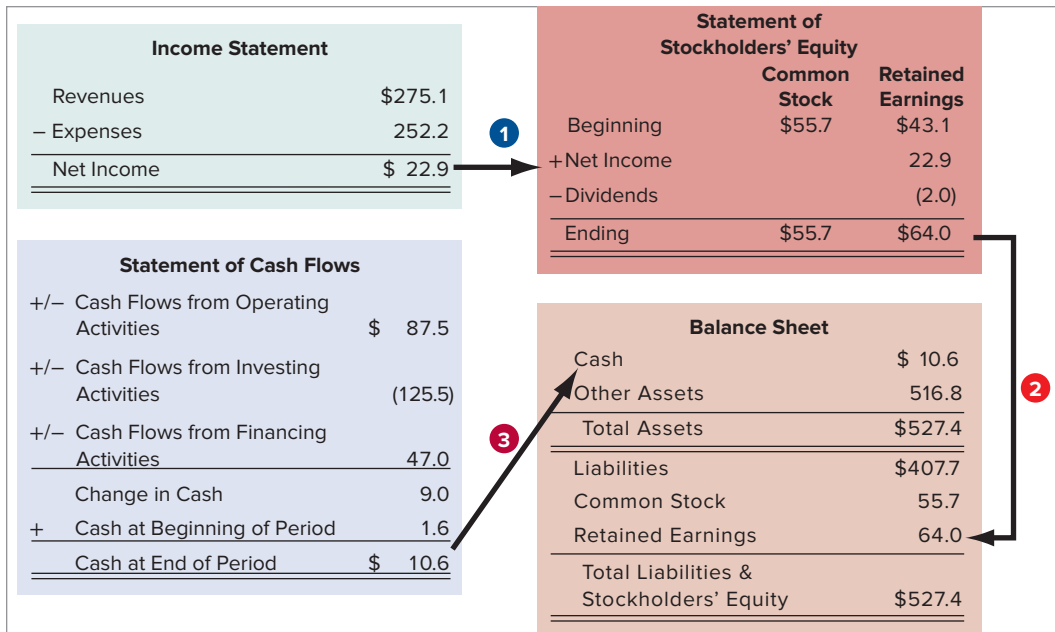 Income Statement
Revenues $275.1
– Expenses 252.2
Net Income $ 22.9
1
Statement of
Stockholders' Equity
Common Retained
Stock Earnings
Beginning $55.7 $43.1
+Net Income 22.9
–Dividends (2.0)
Ending $55.7 $64.0
Statement of Cash Flows
+/– Cash Flows from Operating
Activities $ 87.5
+/– Cash Flows from Investing
Activities (125.5)
+/– Cash Flows from Financing
Activities 47.0
Change in Cash 9.0
+ Cash at Beginning of Period 1.6
Cash at End of Period $ 10.6
3
Balance Sheet
Cash $ 10.6
Other Assets 516.8
Total Assets $527.4
Liabilities $407.7
Common Stock 55.7
Retained Earnings 64.0
Total Liabilities &
Stockholders' Equity $527.4
2